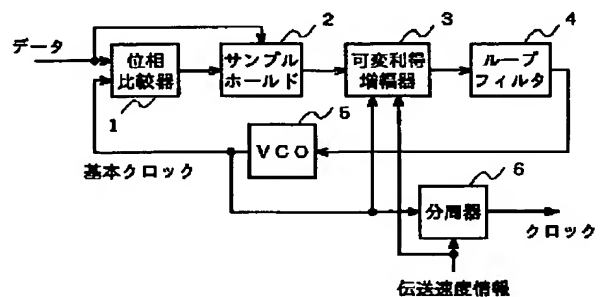 2
3
4
データ
位相
比較器
サンプル
ホールド
可変利得
増幅器
ループ
フィルタ
1
5
VCO
基本クロック
6
分周器
クロック
伝送速度情報